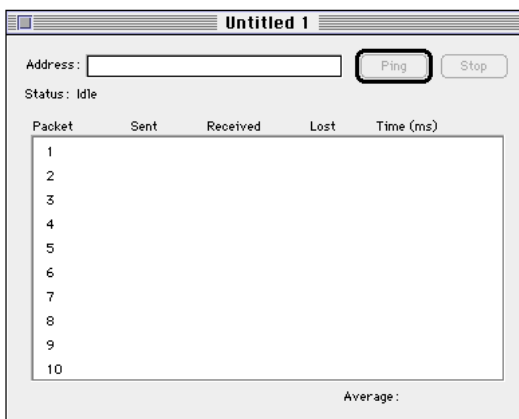 Untitled 1
Address: Ping Stop
Status: Idle
Packet Sent Received Lost Time (ms)
1
2
3
4
5
6
7
8
9
10
Average: